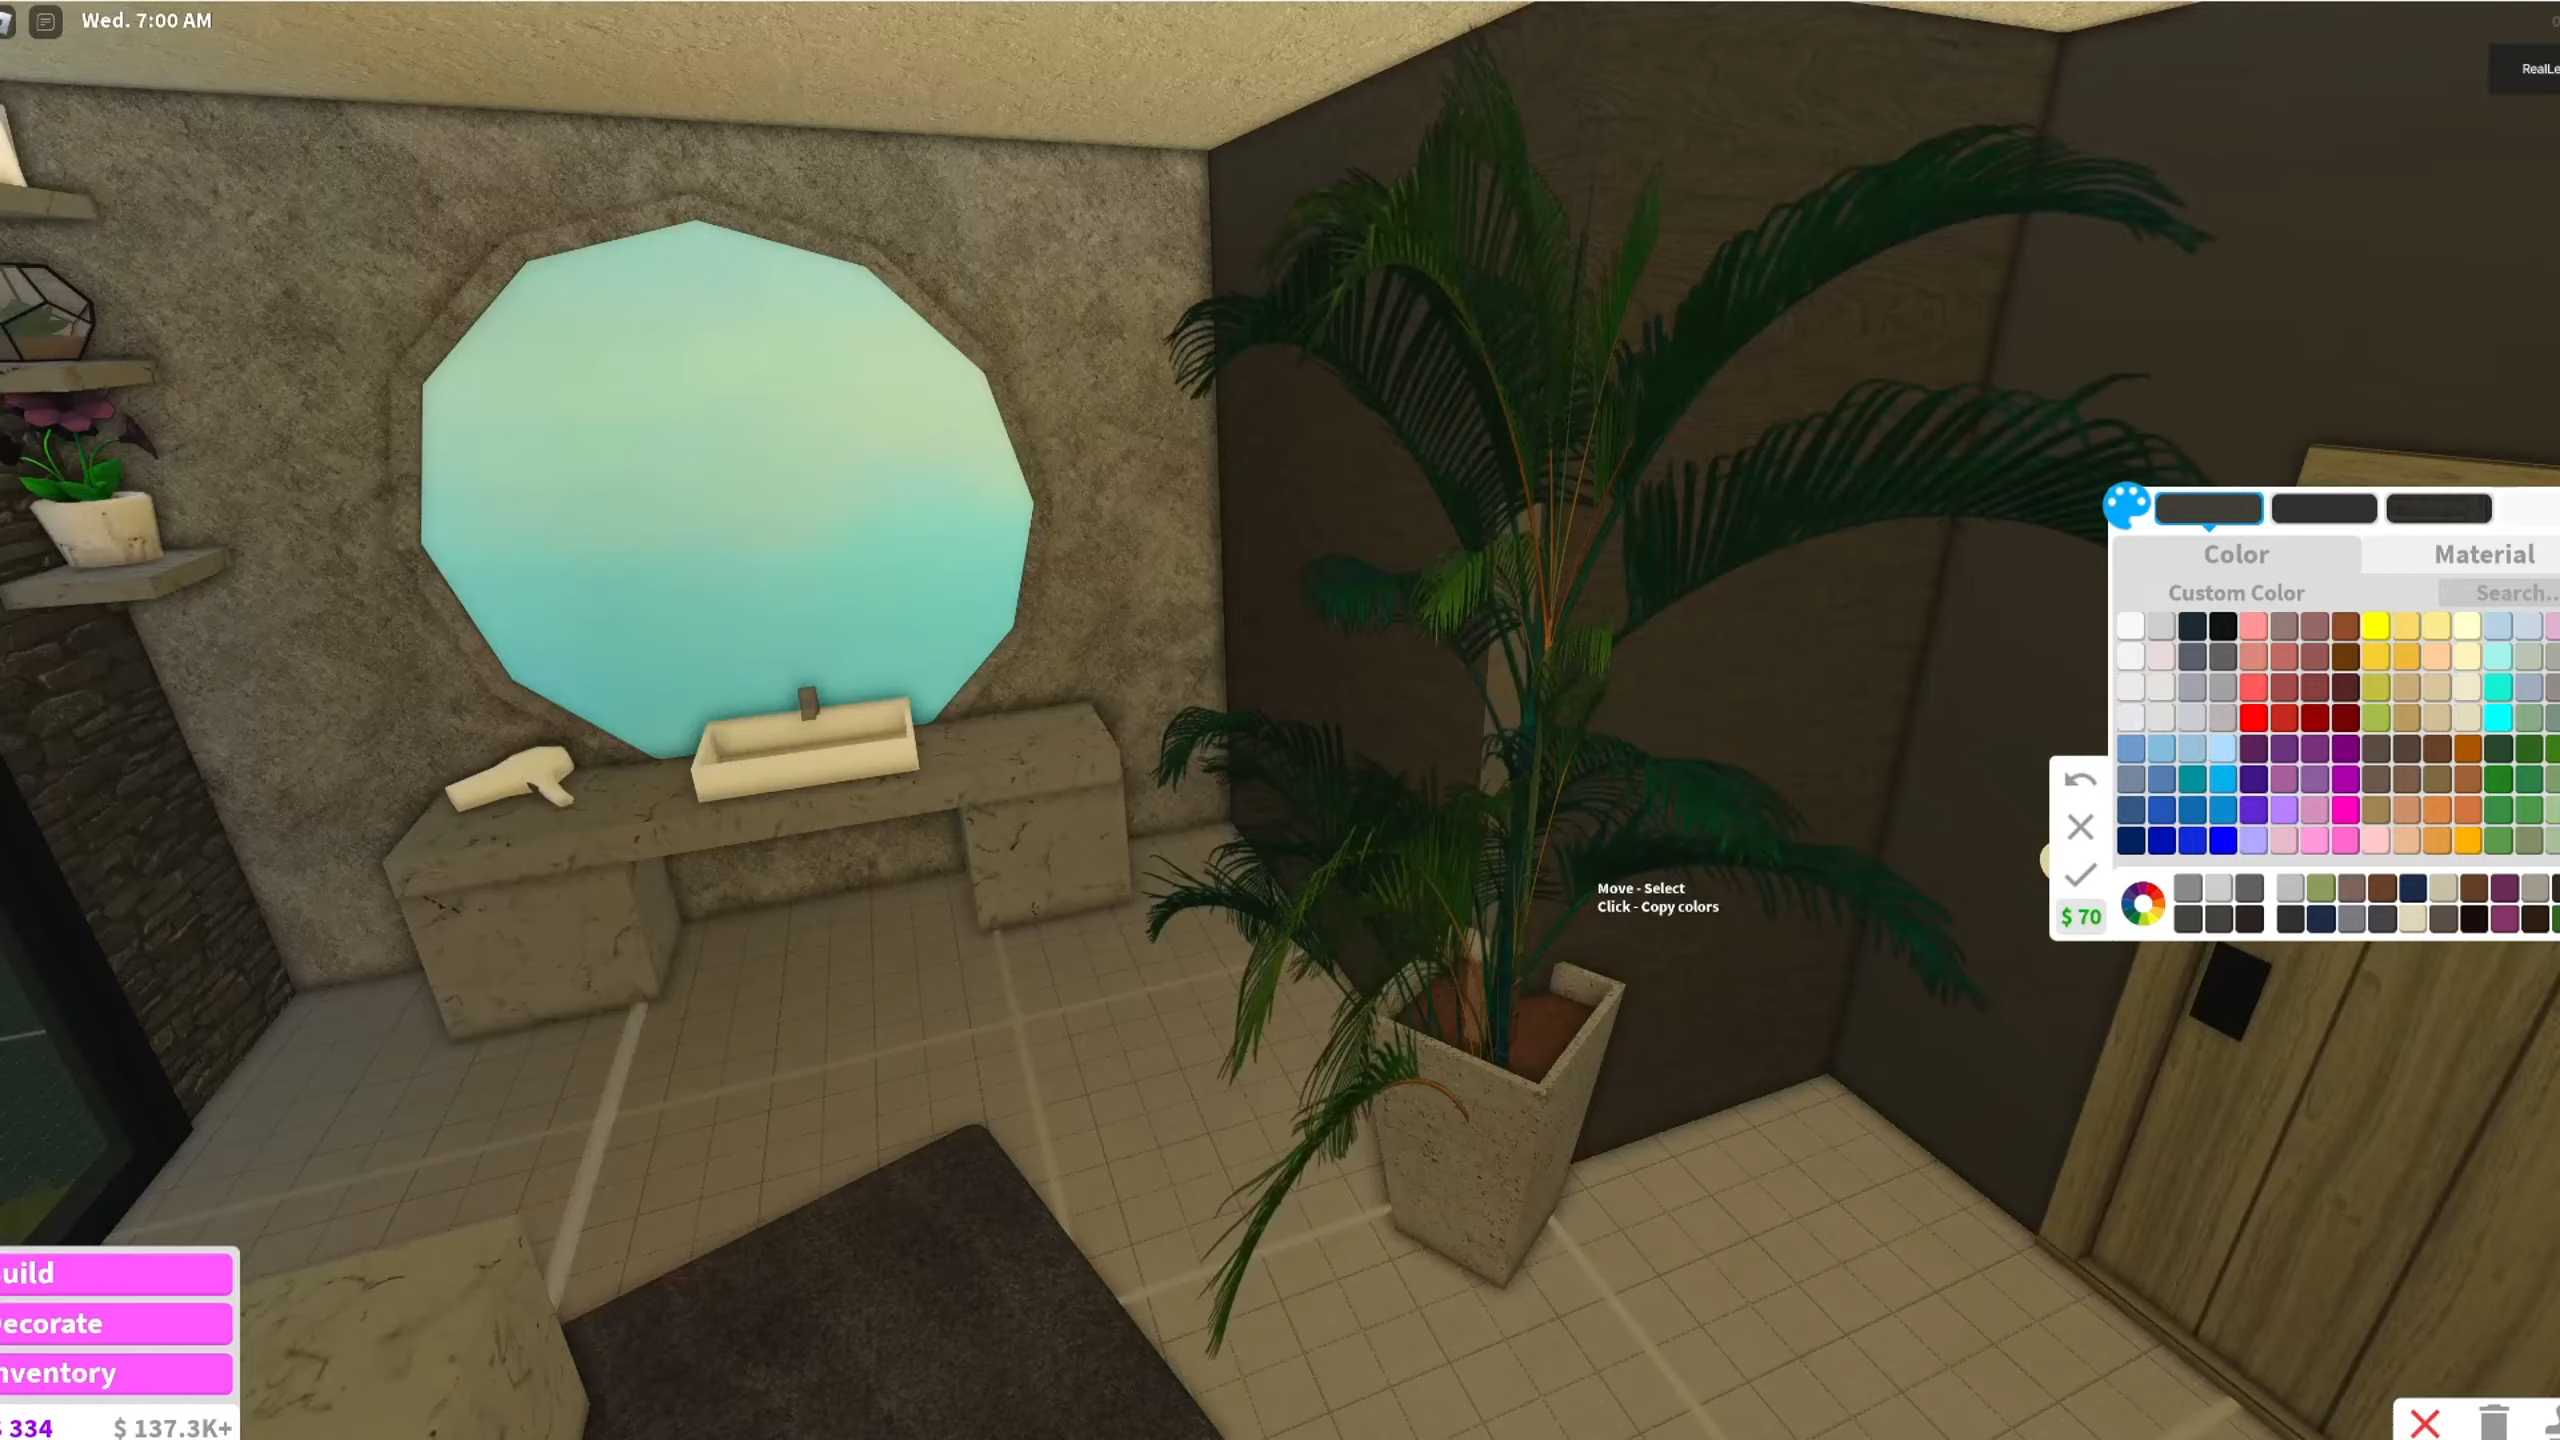 Wed. 7:00 AM
RealLe
Color
Material
Custom Color
Search...
Move - Select
Click - Copy colors
$ 70
uild
ecorate
nventory
$ 334
$ 137.3K+